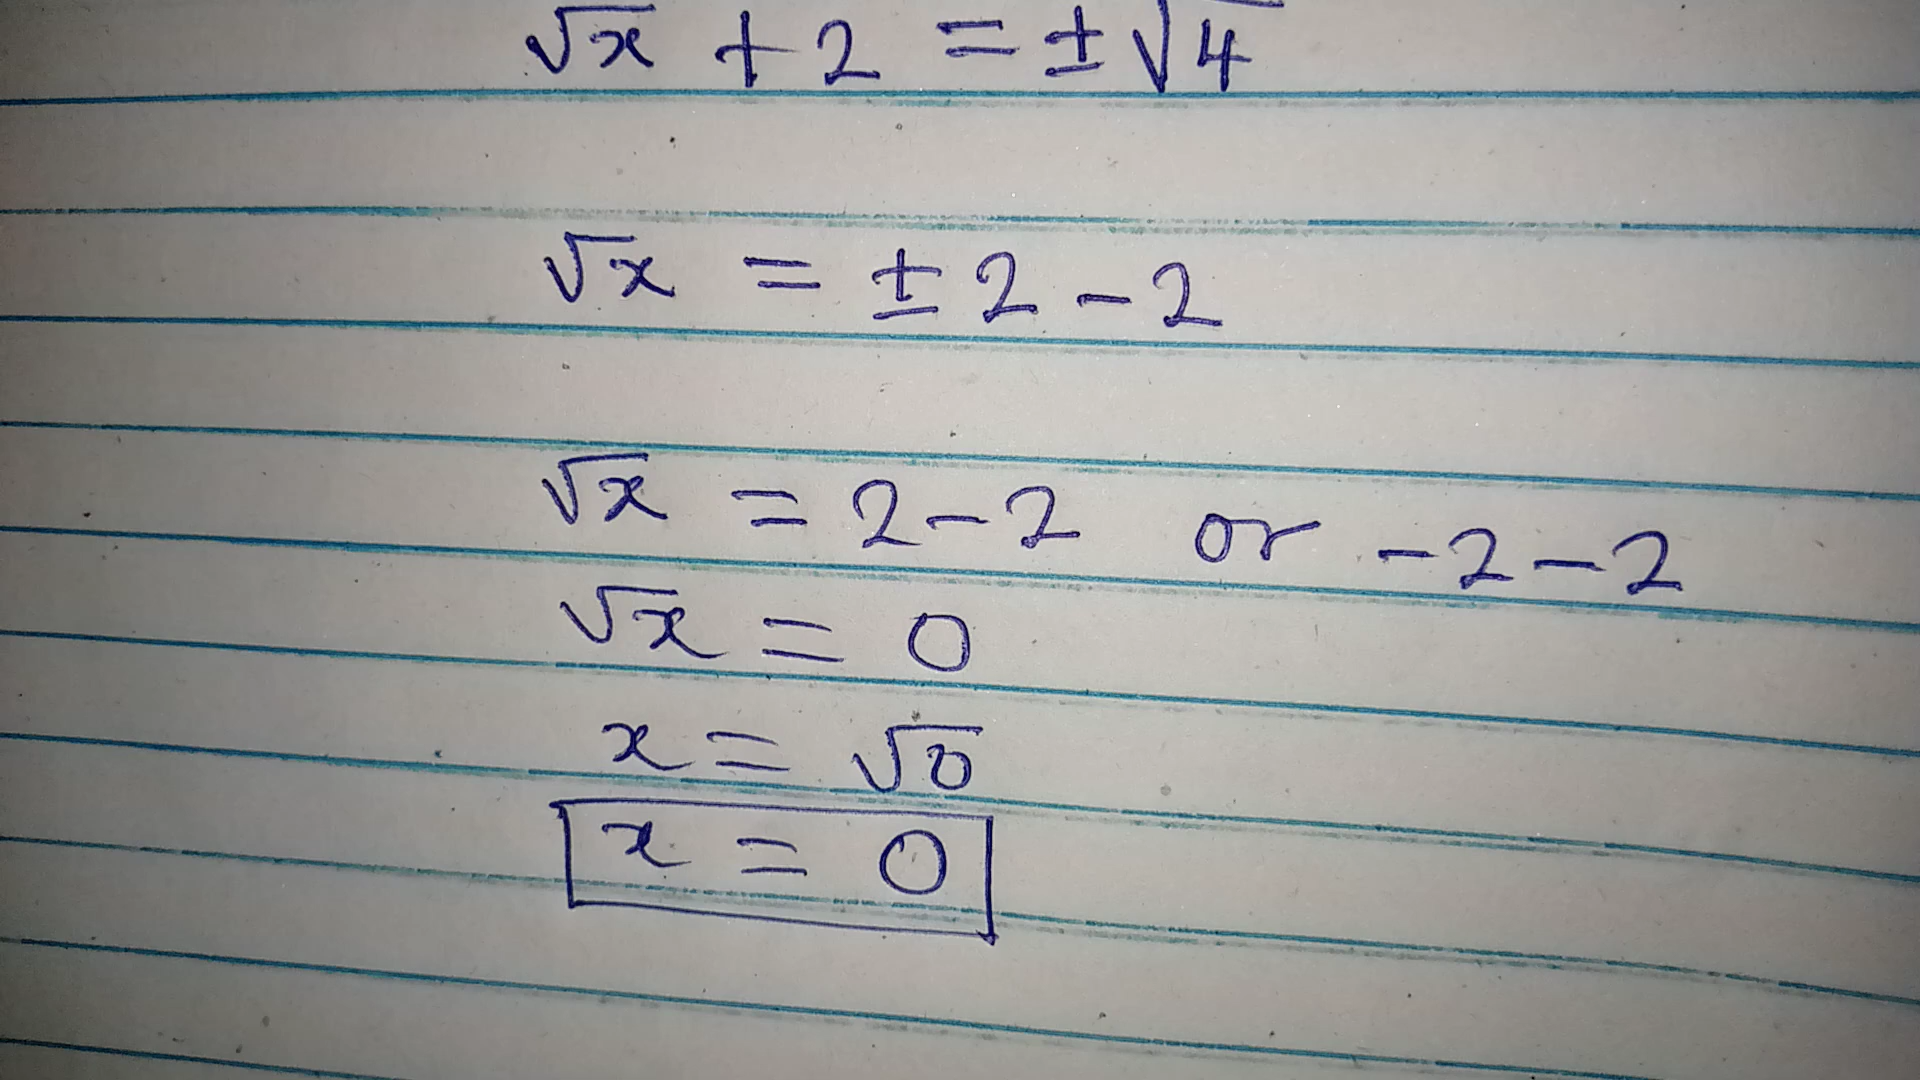 √x + 2 = ±√4
√x = ±2 - 2
√x = 2 - 2 or -2 - 2
√x = 0
x = √0
x = 0